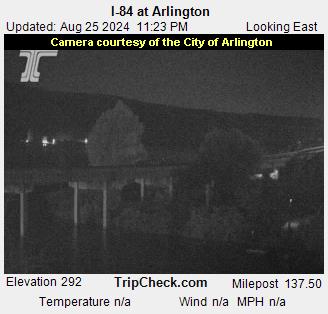 I-84 at Arlington
Updated: Aug 25 2024 11:23 PM Looking East
Camera courtesy of the City of Arlington
Elevation 292 TripCheck.com Milepost 137.50
Temperature n/a Wind n/a MPH n/a